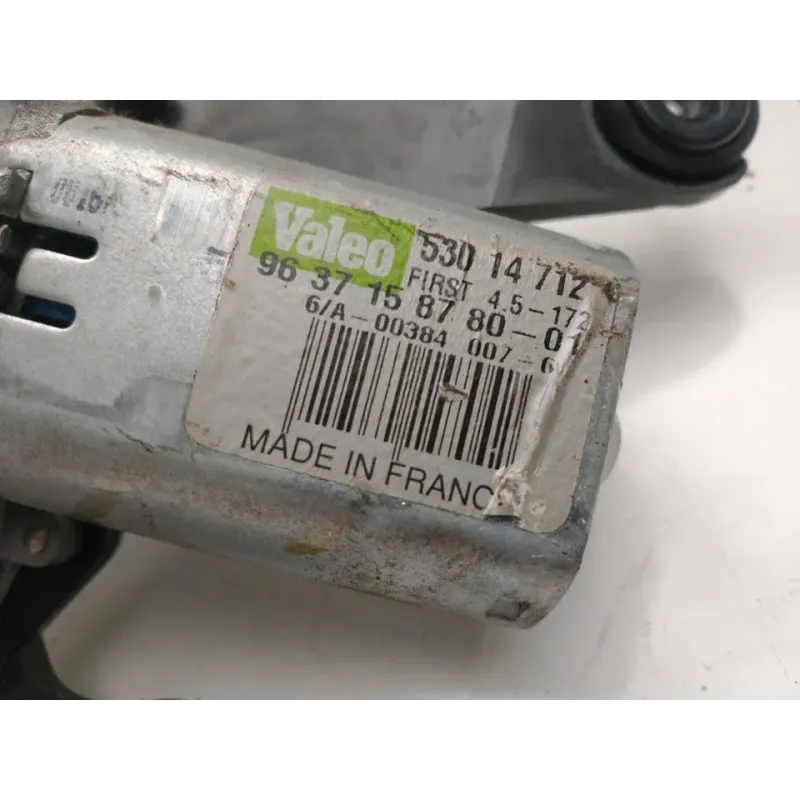 Valeo 530 14 712
FIRST 4,5-172
96 37 15 87 80-01
6/A-00384 007-6
MADE IN FRANC